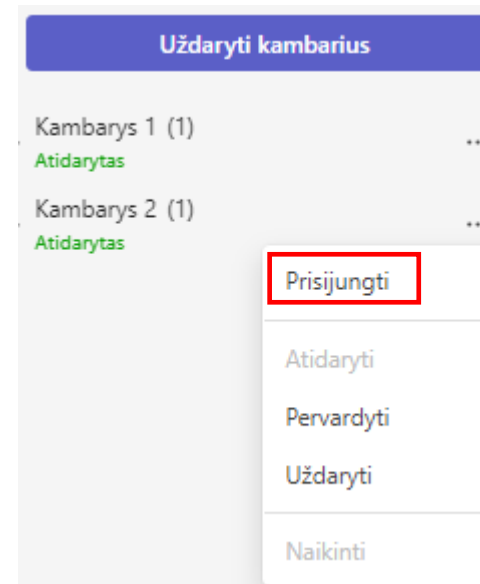 Uždaryti kambarius
Kambarys 1 (1)
Atidarytas
Kambarys 2 (1)
Atidarytas
Prisijungti
Atidaryti
Pervardyti
Uždaryti
Naikinti